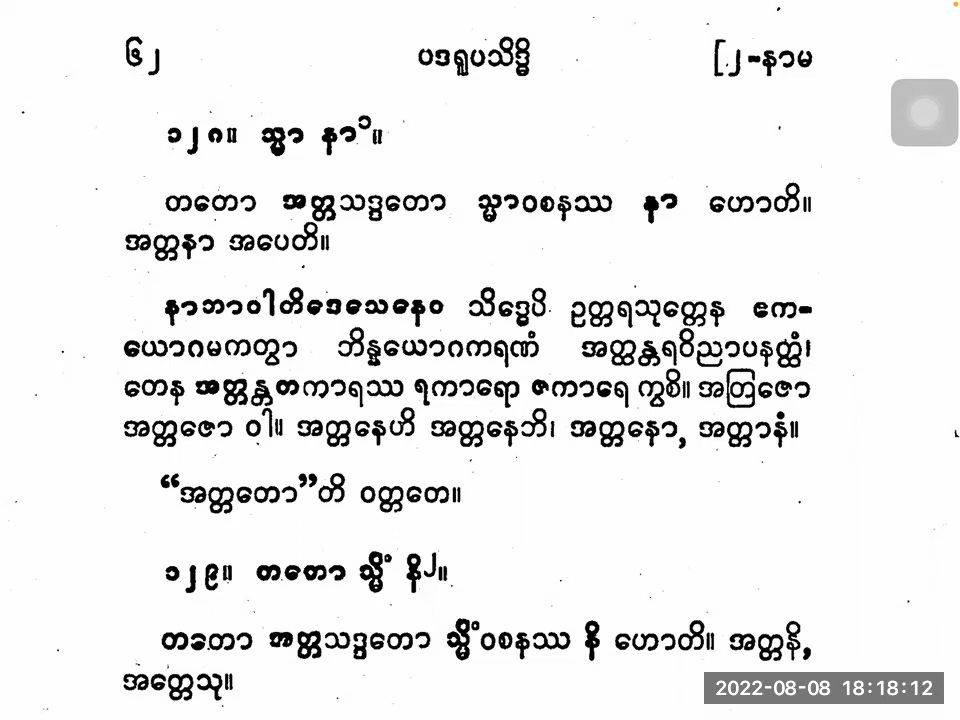 ၆၂ ပဒရူပသိဒ္ဓိ [၂-နာမ
၁၂၈။ သ္မာ နာ၁။
တတော အတ္တသဒ္ဒတော သ္မာဝစနဿ နာ ဟောတိ။
အတ္တနာ အပေတိ။
နာဘာဝါတိဒေသေနေဝ သိဒ္ဓေပိ ဥတ္တရသုတ္တေန ဧက-
ယောဂမကတွာ ဘိန္နယောဂကရဏံ အတ္ထန္တရဝိညာပနတ္ထံ၊
တေန အတ္တန္တတကာရဿ ရကာရော ဇကာရေ ကွစိ။ အတြဇော
အတ္တဇော ဝါ။ အတ္တနေဟိ အတ္တနေဘိ၊ အတ္တနော, အတ္တာနံ။
“အတ္တတော”တိ ဝတ္တတေ။
၁၂၉။ တတော သ္မိံ နိ၂။
တတော အတ္တသဒ္ဒတော သ္မိံဝစနဿ နိ ဟောတိ။ အတ္တနိ,
အတ္တေသု။
2022-08-08 18:18:12